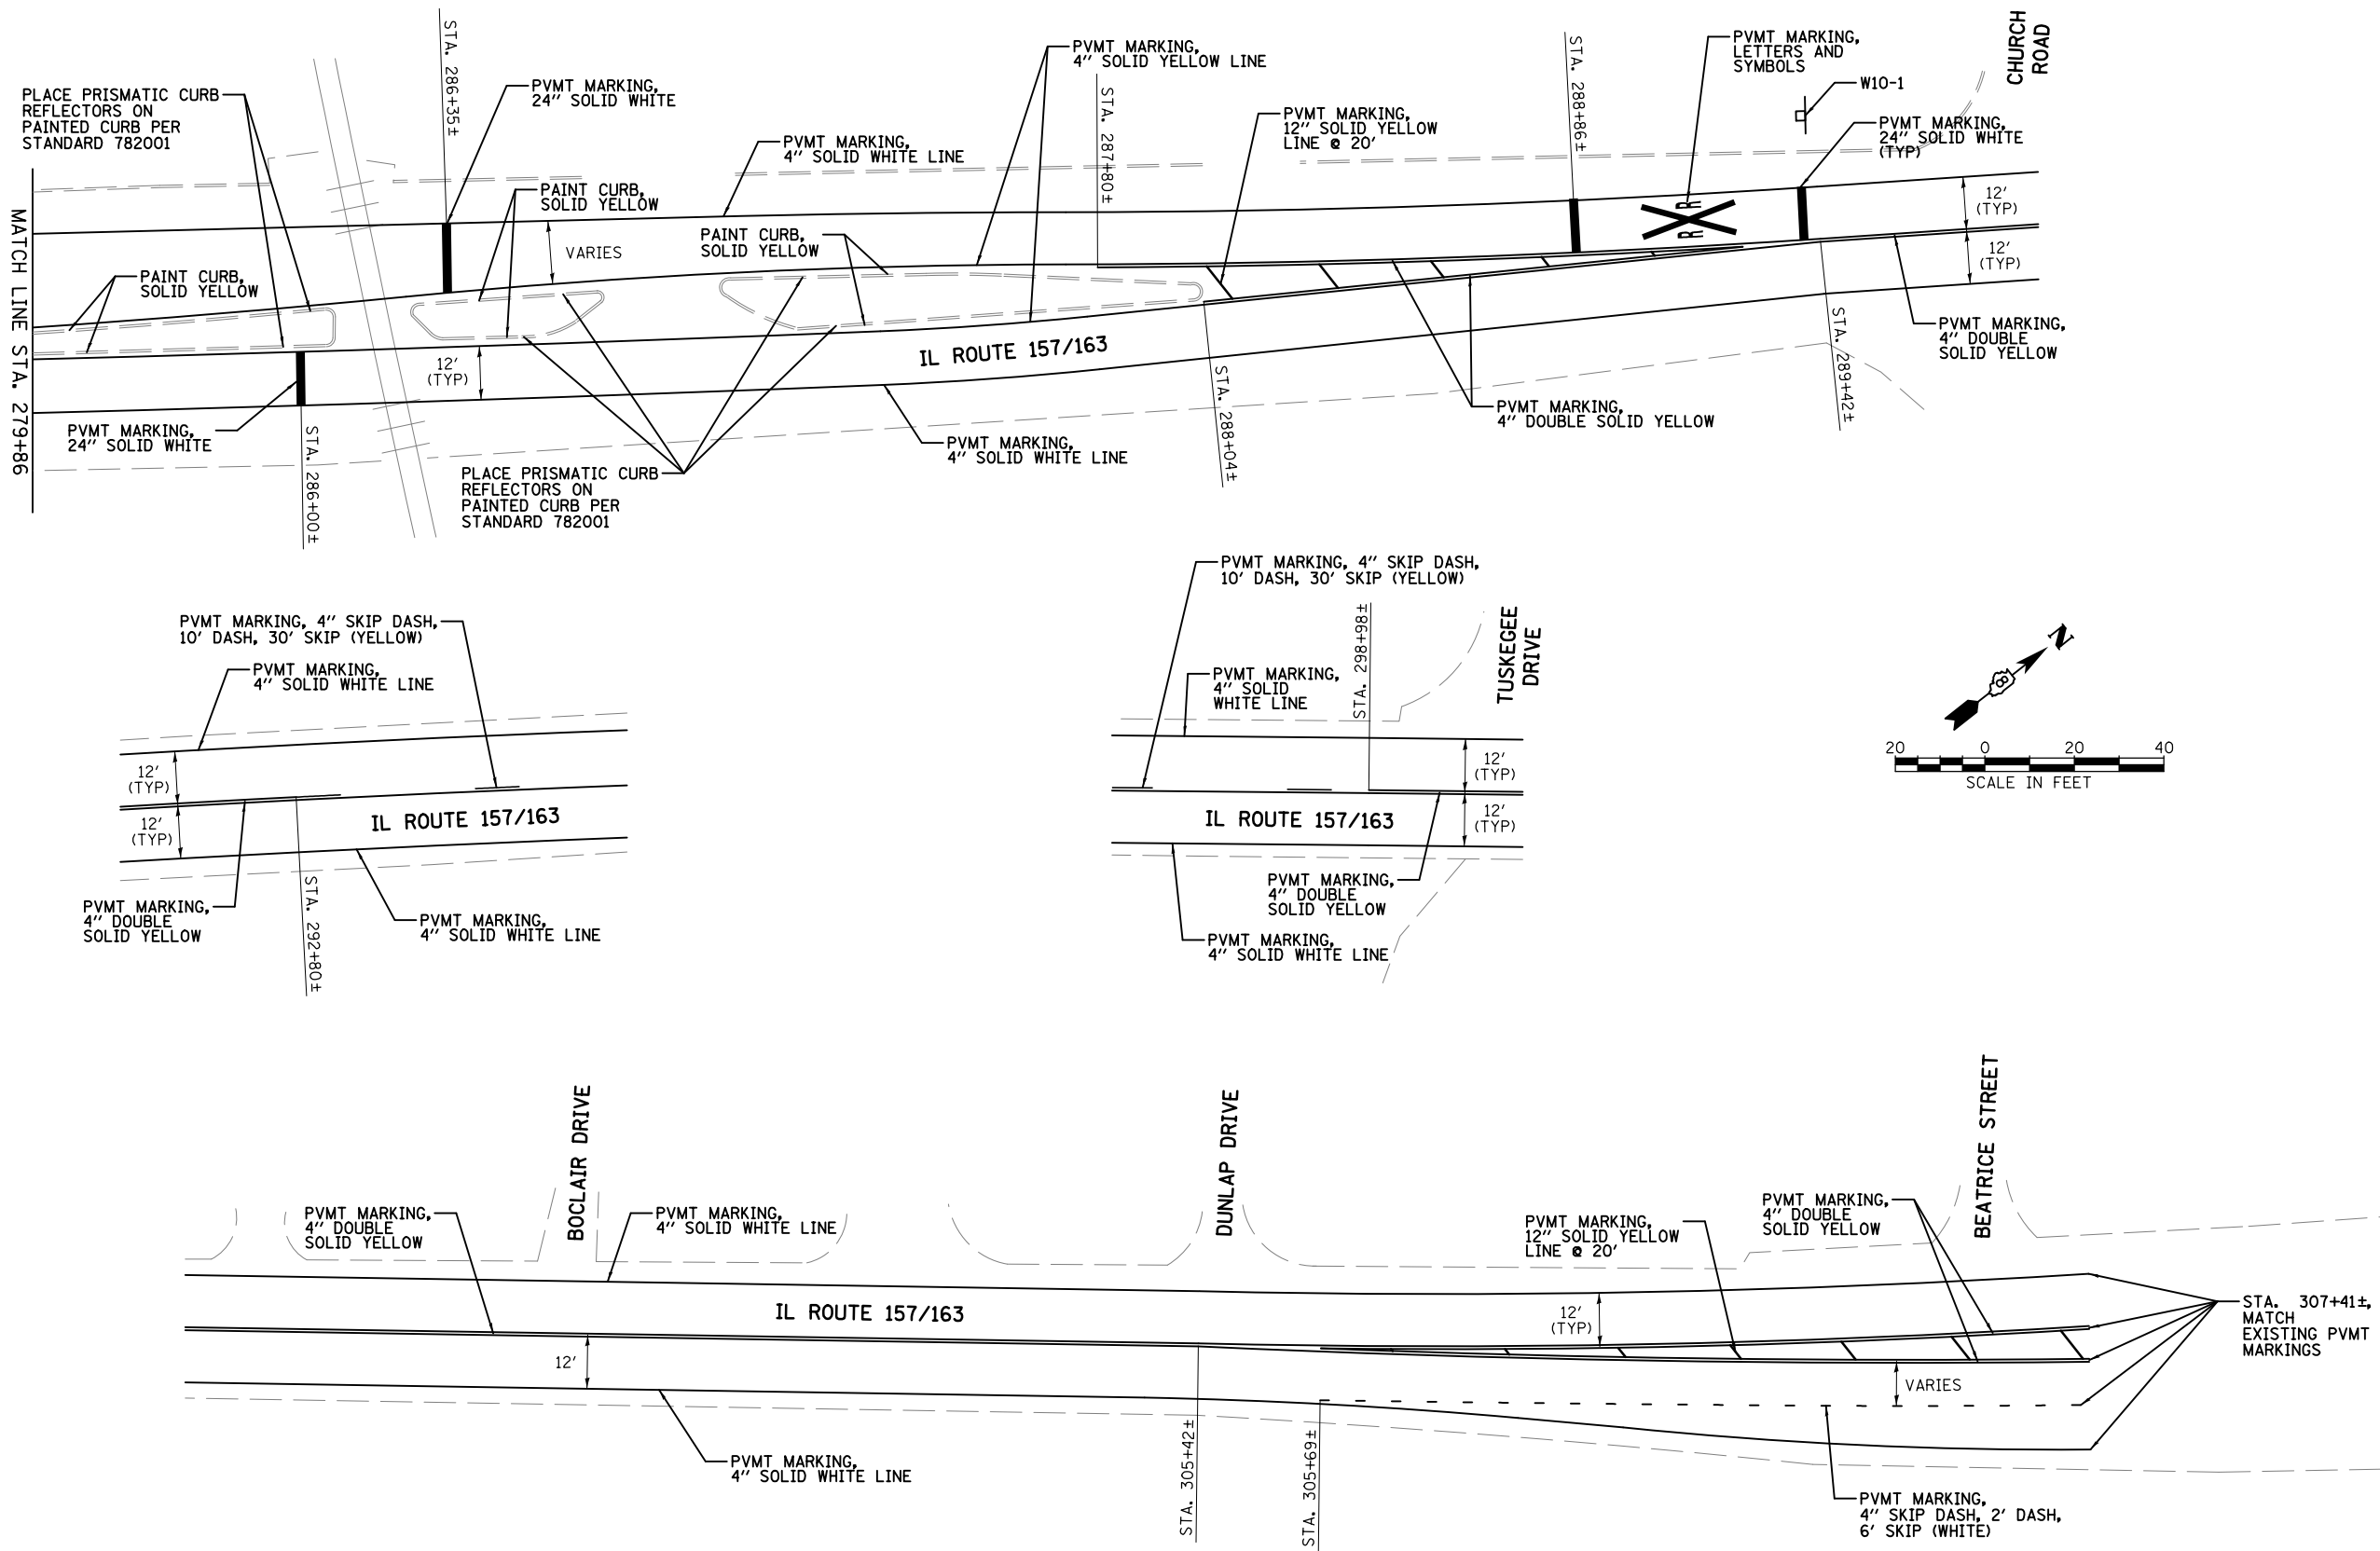 CHURCH
ROAD
STA. 286+35±
PVMT MARKING,
24" SOLID WHITE
PVMT MARKING,
4" SOLID YELLOW LINE
STA. 287+80±
STA. 288+86±
PVMT MARKING,
LETTERS AND
SYMBOLS
W10-1
PLACE PRISMATIC CURB
REFLECTORS ON
PAINTED CURB PER
STANDARD 782001
PVMT MARKING,
4" SOLID WHITE LINE
PVMT MARKING,
12" SOLID YELLOW
LINE @ 20'
PVMT MARKING,
24" SOLID WHITE
(TYP)
PAINT CURB,
SOLID YELLOW
PAINT CURB,
SOLID YELLOW
PAINT CURB,
SOLID YELLOW
VARIES
R
R
12'
(TYP)
12'
(TYP)
MATCH LINE STA. 279+86
12'
(TYP)
IL ROUTE 157/163
PVMT MARKING,
4" DOUBLE
SOLID YELLOW
STA. 289+42±
STA. 288+04±
PVMT MARKING,
4" DOUBLE SOLID YELLOW
PVMT MARKING,
24" SOLID WHITE
STA. 286+00±
PVMT MARKING,
4" SOLID WHITE LINE
PLACE PRISMATIC CURB
REFLECTORS ON
PAINTED CURB PER
STANDARD 782001
PVMT MARKING, 4" SKIP DASH,
10' DASH, 30' SKIP (YELLOW)
PVMT MARKING,
4" SOLID WHITE LINE
12'
(TYP)
12'
(TYP)
IL ROUTE 157/163
PVMT MARKING,
4" DOUBLE
SOLID YELLOW
STA. 292+80±
PVMT MARKING,
4" SOLID WHITE LINE
PVMT MARKING, 4" SKIP DASH,
10' DASH, 30' SKIP (YELLOW)
STA. 298+98±
TUSKEGEE
DRIVE
PVMT MARKING,
4" SOLID
WHITE LINE
12'
(TYP)
12'
(TYP)
IL ROUTE 157/163
PVMT MARKING,
4" DOUBLE
SOLID YELLOW
PVMT MARKING,
4" SOLID WHITE LINE
N
8
20 0 20 40
SCALE IN FEET
BOCLAIR DRIVE
DUNLAP DRIVE
BEATRICE STREET
PVMT MARKING,
4" DOUBLE
SOLID YELLOW
PVMT MARKING,
4" SOLID WHITE LINE
PVMT MARKING,
12" SOLID YELLOW
LINE @ 20'
PVMT MARKING,
4" DOUBLE
SOLID YELLOW
IL ROUTE 157/163
12'
(TYP)
STA. 307+41±,
MATCH
EXISTING PVMT
MARKINGS
12'
VARIES
STA. 305+42±
STA. 305+69±
PVMT MARKING,
4" SOLID WHITE LINE
PVMT MARKING,
4" SKIP DASH, 2' DASH,
6' SKIP (WHITE)